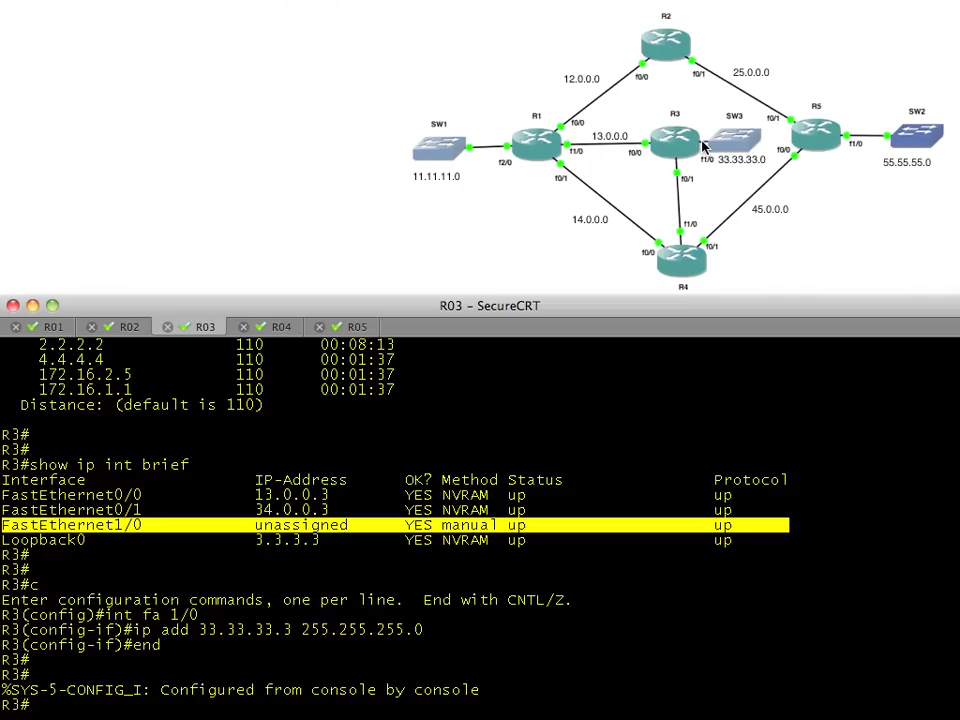 R2
f0/0
f0/1
12.0.0.0
25.0.0.0
SW1
R1
R3
SW3
R5
SW2
f0/0
f0/1
13.0.0.0
f2/0
f1/0
f0/0
f1/0
33.33.33.0
f0/0
f1/0
11.11.11.0
55.55.55.0
f0/1
f0/1
14.0.0.0
45.0.0.0
f1/0
f0/0
f0/1
R4
R03 - SecureCRT
R01 R02 R03 R04 R05
2.2.2.2 110 00:08:13
4.4.4.4 110 00:01:37
172.16.2.5 110 00:01:37
172.16.1.1 110 00:01:37
Distance: (default is 110)
R3#
R3#
R3#show ip int brief
Interface IP-Address OK? Method Status Protocol
FastEthernet0/0 13.0.0.3 YES NVRAM up up
FastEthernet0/1 34.0.0.3 YES NVRAM up up
FastEthernet1/0 unassigned YES manual up up
Loopback0 3.3.3.3 YES NVRAM up up
R3#
R3#
R3#c
Enter configuration commands, one per line. End with CNTL/Z.
R3(config)#int fa 1/0
R3(config-if)#ip add 33.33.33.3 255.255.255.0
R3(config-if)#end
R3#
R3#
%SYS-5-CONFIG_I: Configured from console by console
R3#